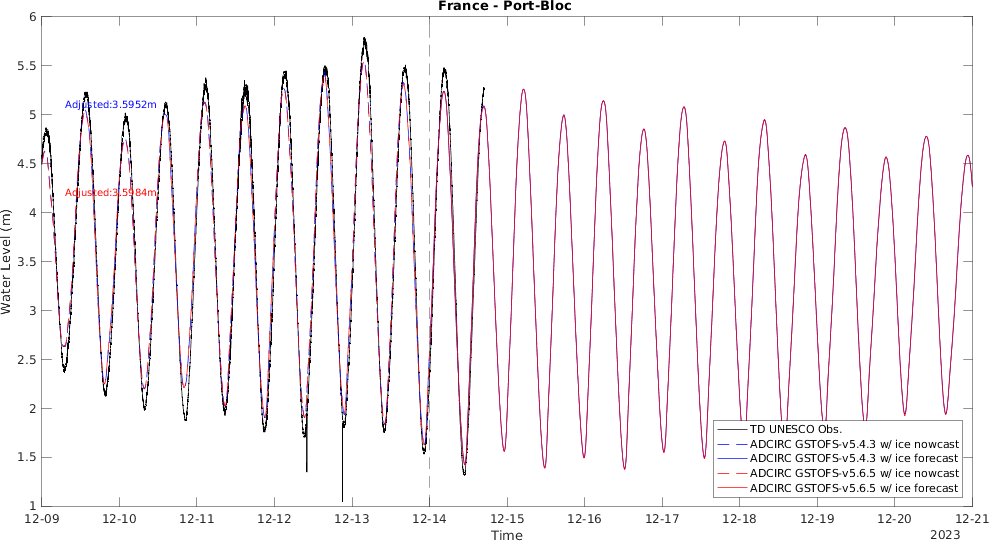 France - Port-Bloc
6
5.5
5
4.5
4
3.5
3
2.5
2
1.5
1
Water Level (m)
Adjusted:3.5952m
Adjusted:3.5984m
TD UNESCO Obs.
ADCIRC GSTOFS-v5.4.3 w/ ice nowcast
ADCIRC GSTOFS-v5.4.3 w/ ice forecast
ADCIRC GSTOFS-v5.6.5 w/ ice nowcast
ADCIRC GSTOFS-v5.6.5 w/ ice forecast
12-09 12-10 12-11 12-12 12-13 12-14 12-15 12-16 12-17 12-18 12-19 12-20 12-21
Time
2023